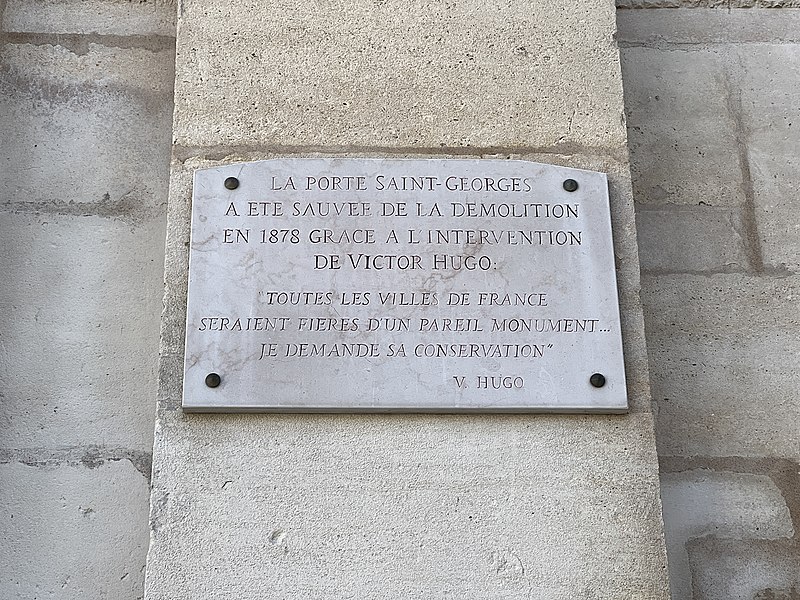 LA PORTE SAINT-GEORGES
A ETE SAUVEE DE LA DEMOLITION
EN 1878 GRACE A L'INTERVENTION
DE VICTOR HUGO:
"TOUTES LES VILLES DE FRANCE
SERAIENT FIERES D'UN PAREIL MONUMENT...
JE DEMANDE SA CONSERVATION"
V. HUGO